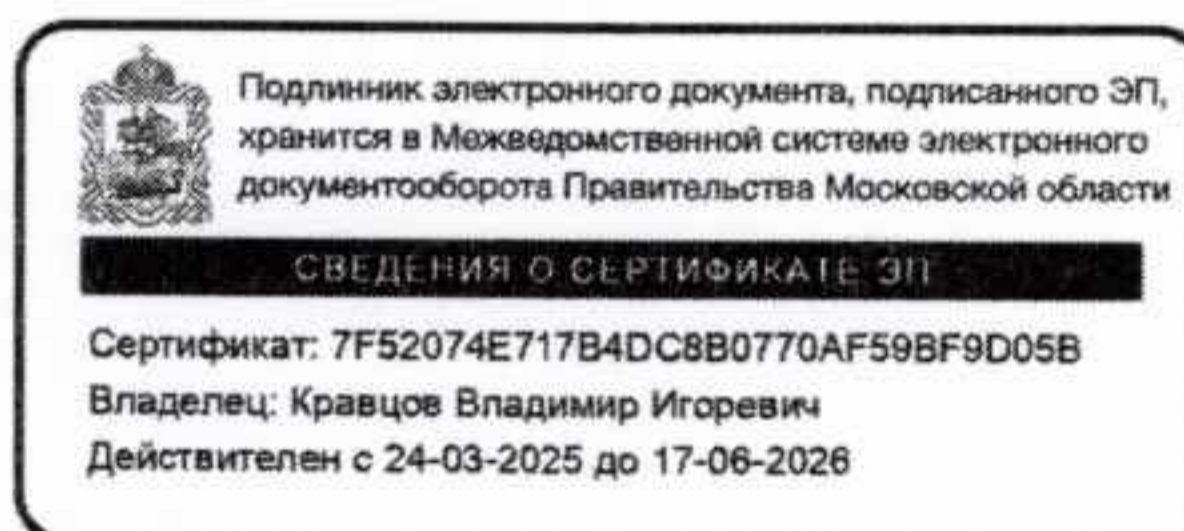 Подлинник электронного документа, подписанного ЭП,
хранится в Межведомственной системе электронного
документооборота Правительства Московской области
СВЕДЕНИЯ О СЕРТИФИКАТЕ ЭП
Сертификат: 7F52074E717B4DC8B0770AF59BF9D05B
Владелец: Кравцов Владимир Игоревич
Действителен с 24-03-2025 до 17-06-2026